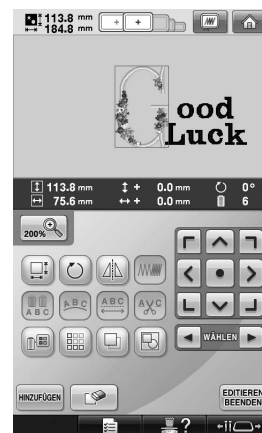 113.8 mm
184.8 mm
Good
Luck
113.8 mm + 0.0 mm 0°
75.6 mm + 0.0 mm 6
200%
A B C A B C A B C A C
WÄHLEN
HINZUFÜGEN EDITIEREN
BEENDEN
?